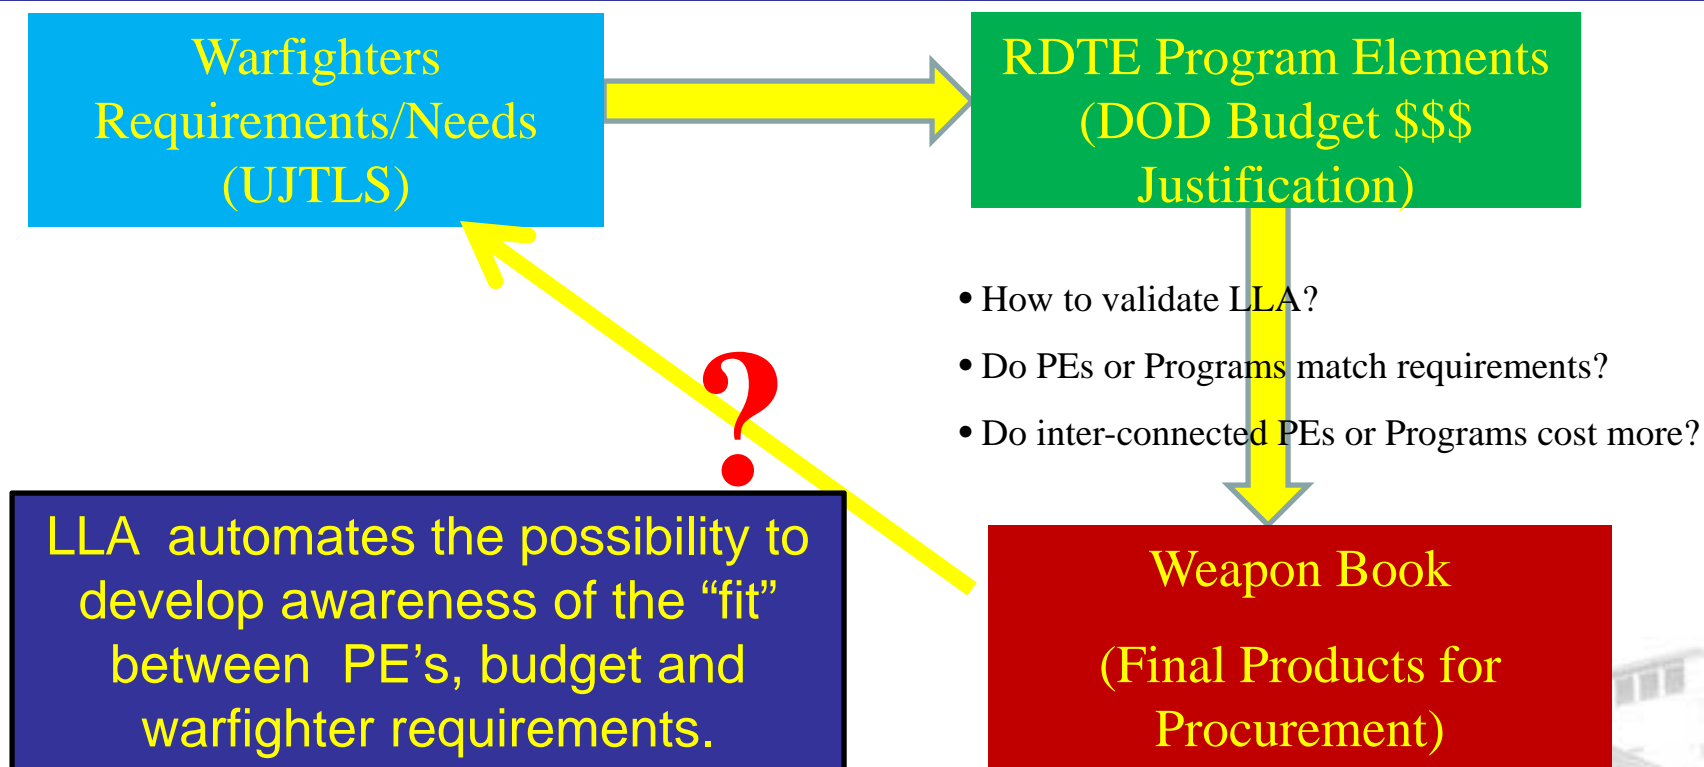 Warfighters
Requirements/Needs
(UJTLS)
RDTE Program Elements
(DOD Budget $$$
Justification)
• How to validate LLA?
• Do PEs or Programs match requirements?
• Do inter-connected PEs or Programs cost more?
?
LLA automates the possibility to
develop awareness of the “fit”
between PE’s, budget and
warfighter requirements.
Weapon Book
(Final Products for
Procurement)